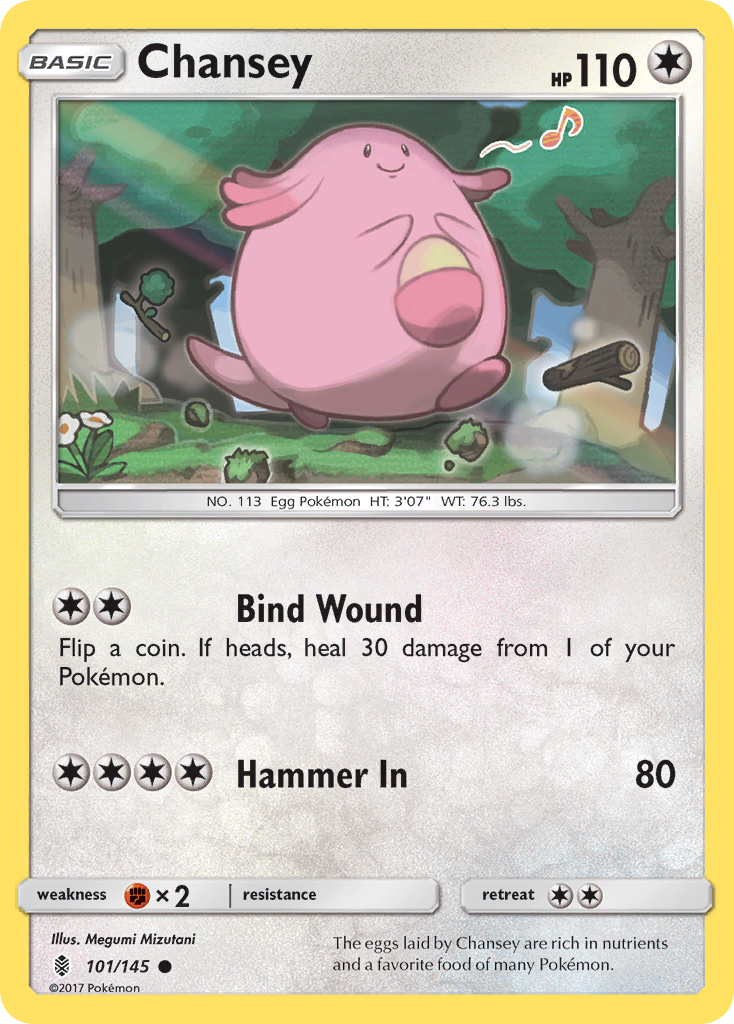 BASIC Chansey HP 110
NO. 113 Egg Pokémon HT: 3'07" WT: 76.3 lbs.
Bind Wound
Flip a coin. If heads, heal 30 damage from 1 of your
Pokémon.
Hammer In 80
weakness × 2 resistance retreat
Illus. Megumi Mizutani
101/145
©2017 Pokémon
The eggs laid by Chansey are rich in nutrients
and a favorite food of many Pokémon.